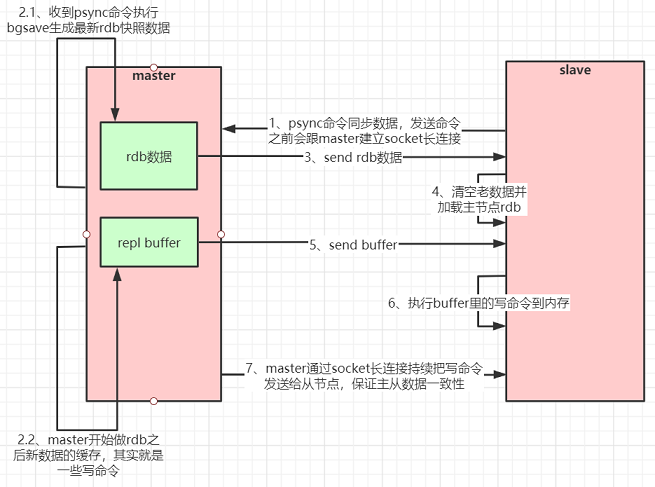 2.1、收到psync命令执行
bgsave生成最新rdb快照数据
master
slave
1、psync命令同步数据，发送命令
之前会跟master建立socket长连接
rdb数据
3、send rdb数据
4、清空老数据并
加载主节点rdb
repl buffer
5、send buffer
6、执行buffer里的写命令到内存
7、master通过socket长连接持续把写命令
发送给从节点，保证主从数据一致性
2.2、master开始做rdb之
后新数据的缓存，其实就是
一些写命令